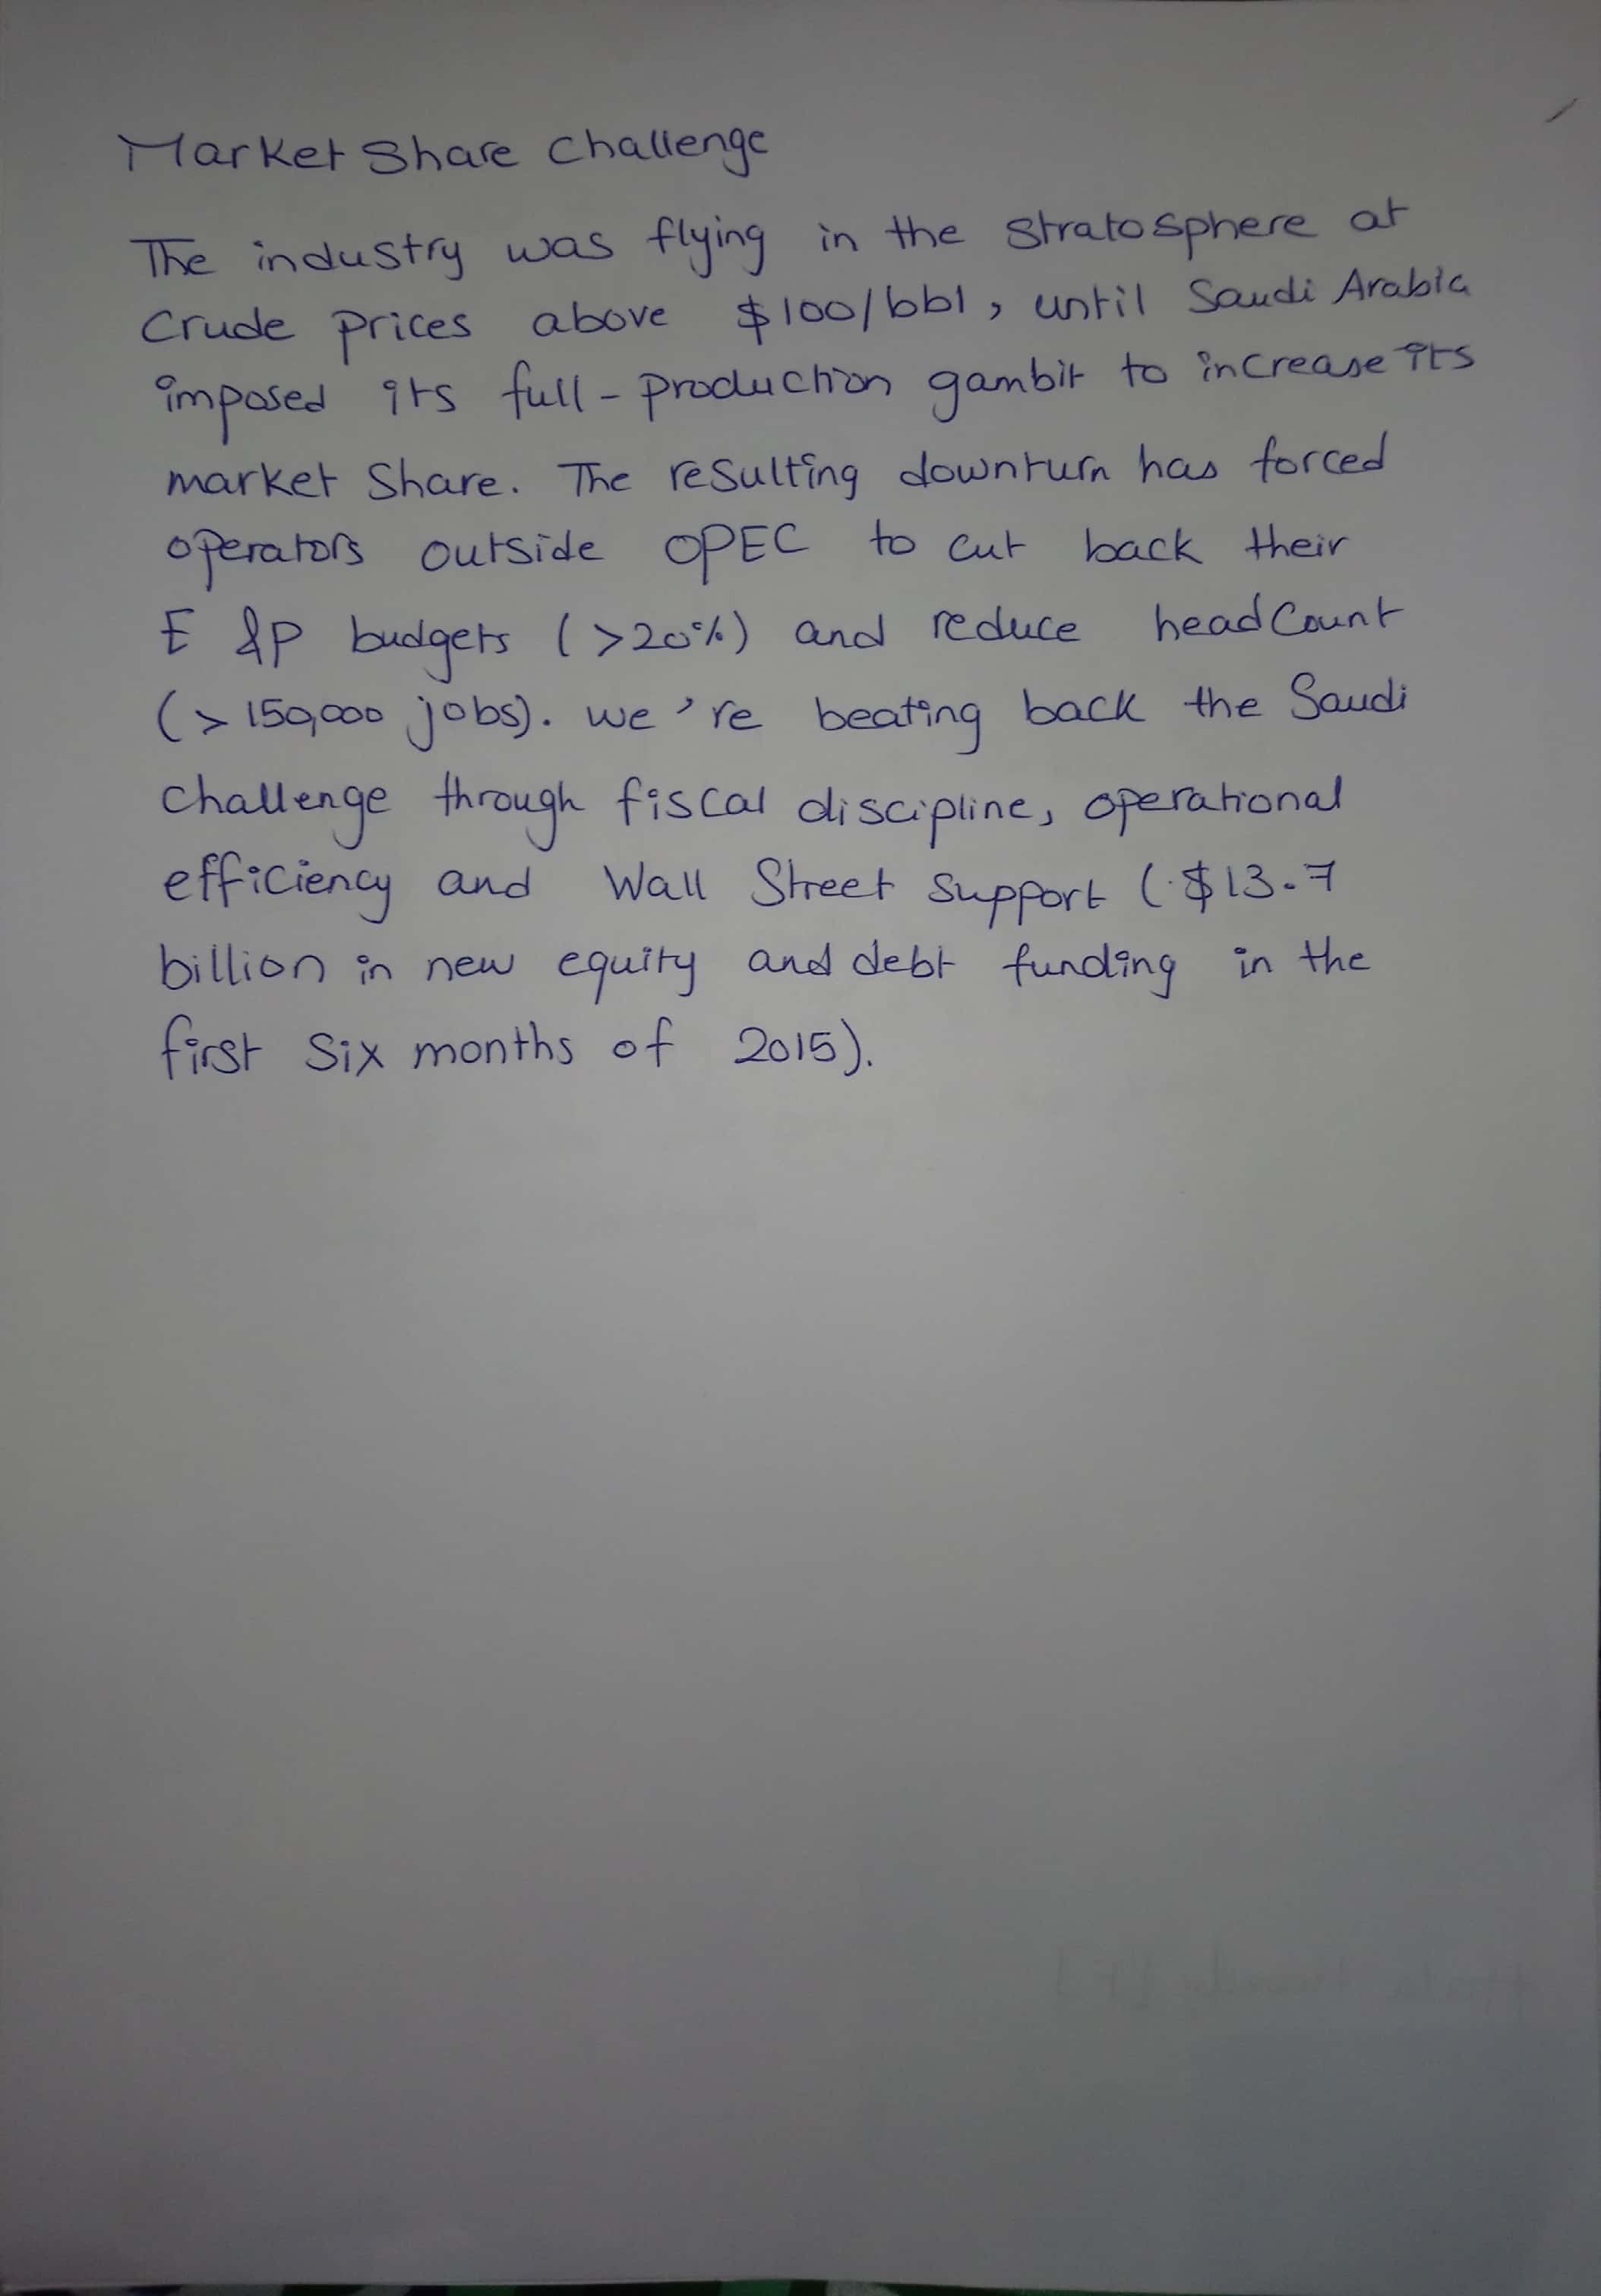 Market Share Challenge
The industry was flying in the stratosphere at
crude prices above $100/bbl, until Saudi Arabia
imposed its full-production gambit to increase its
market share. The resulting downturn has forced
operators outside OPEC to cut back their
E &P budgets (>20%) and reduce headcount
(>150,000 jobs). we're beating back the Saudi
challenge through fiscal discipline, operational
efficiency and Wall Street support ($13.7
billion in new equity and debt funding in the
first six months of 2015).